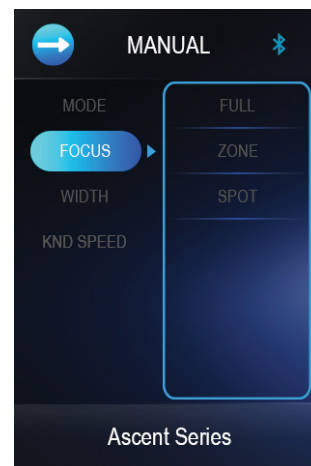 MANUAL
MODE
FULL
FOCUS
ZONE
WIDTH
SPOT
KND SPEED
Ascent Series